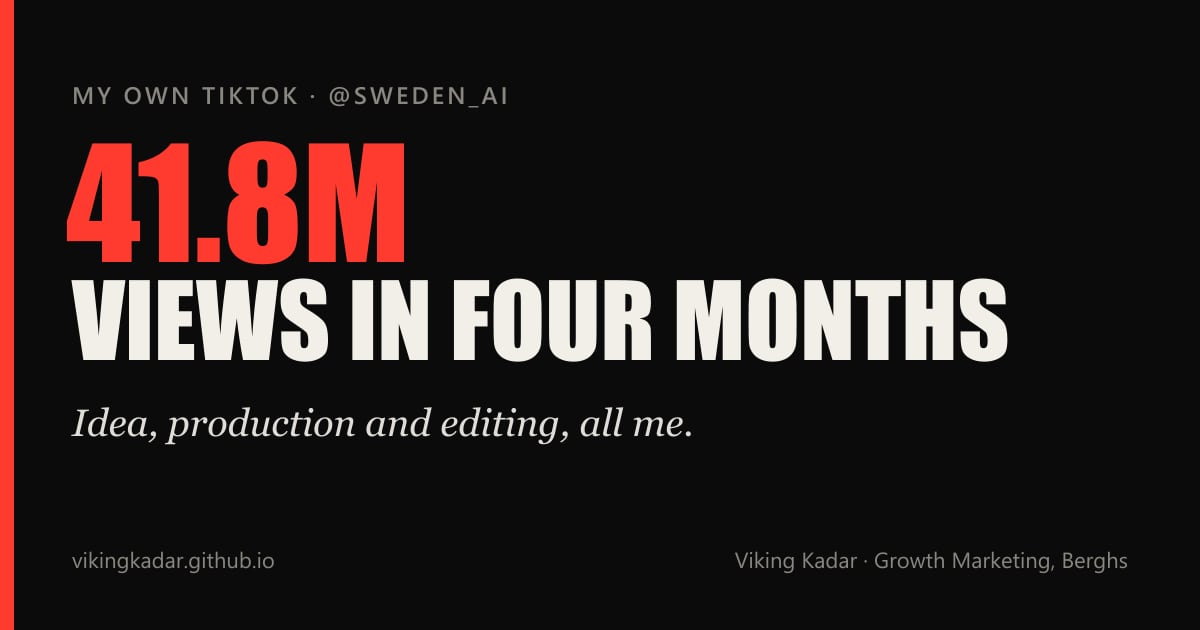 MY OWN TIKTOK · @SWEDEN_AI
41.8M
VIEWS IN FOUR MONTHS
Idea, production and editing, all me.
vikingkadar.github.io
Viking Kadar · Growth Marketing, Berghs